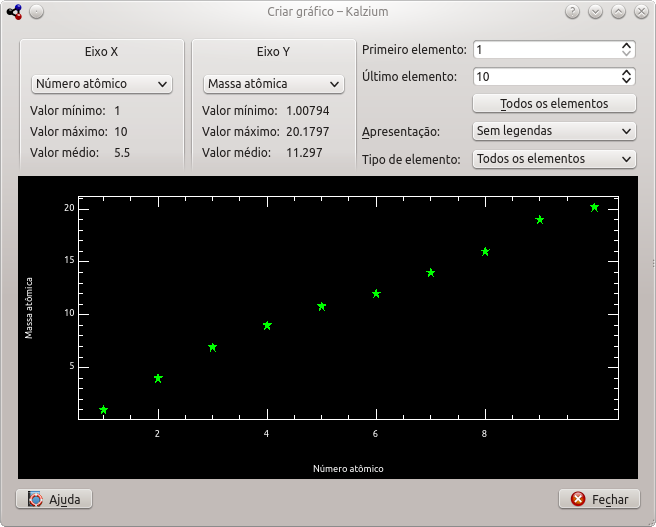 Criar gráfico – Kalzium
Eixo X
Número atômico
Valor mínimo: 1
Valor máximo: 10
Valor médio: 5.5
Eixo Y
Massa atômica
Valor mínimo: 1.00794
Valor máximo: 20.1797
Valor médio: 11.297
Primeiro elemento: 1
Último elemento: 10
Todos os elementos
Apresentação: Sem legendas
Tipo de elemento: Todos os elementos
20
15
10
5
Massa atômica
2 4 6 8
Número atômico
Ajuda
Fechar